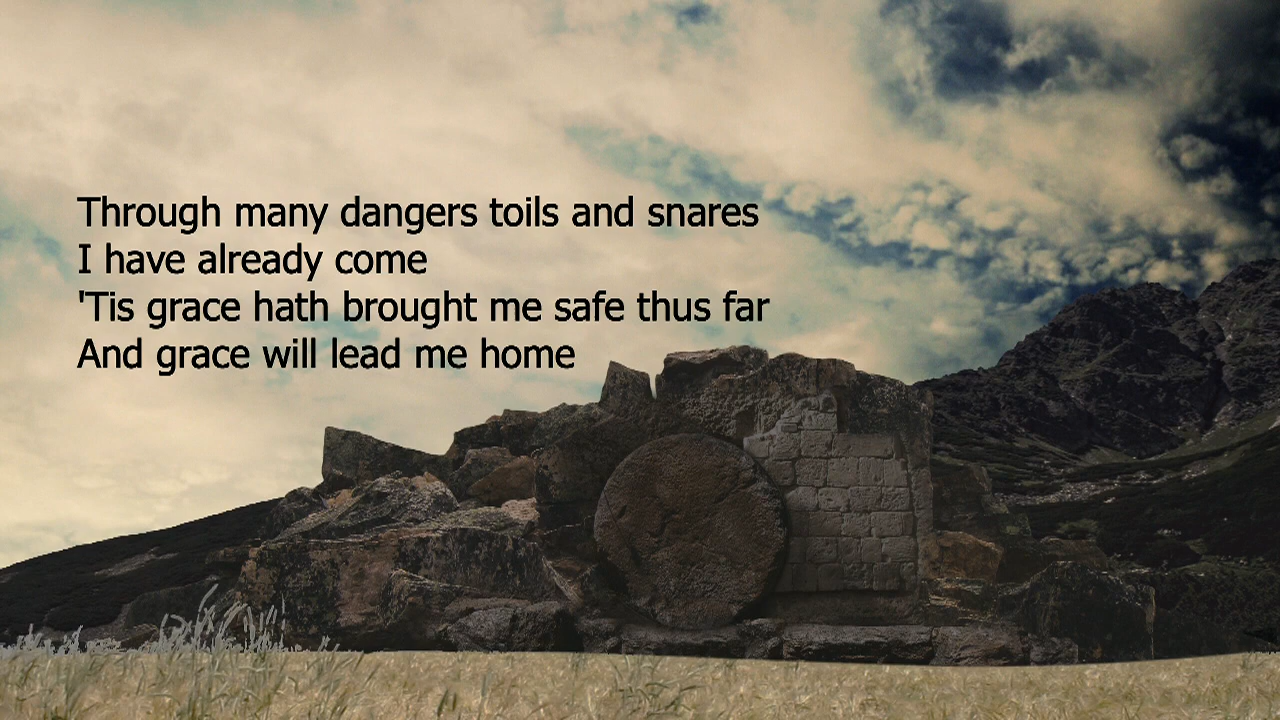 Through many dangers toils and snares
I have already come
'Tis grace hath brought me safe thus far
And grace will lead me home